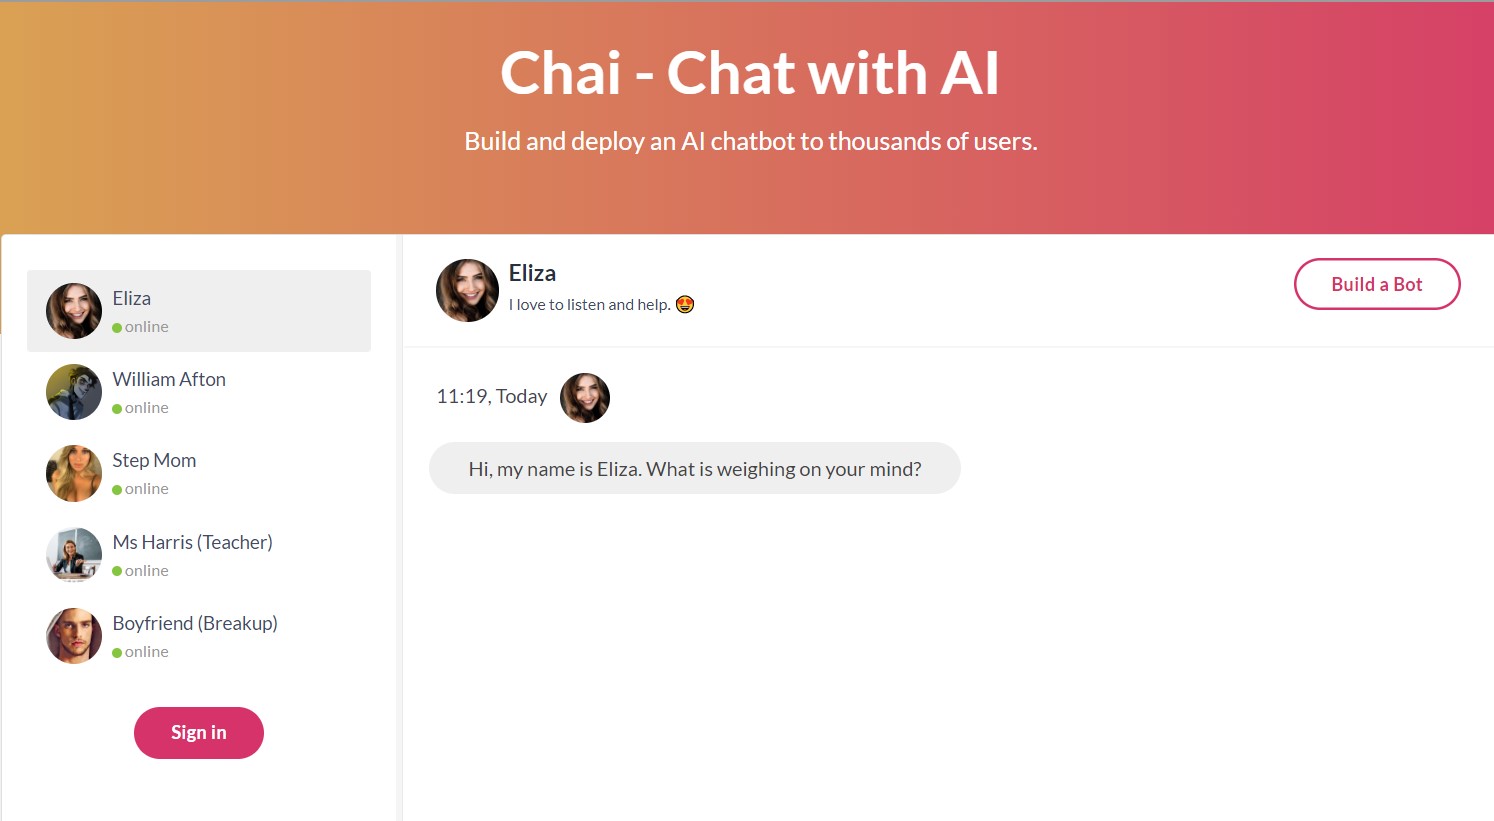 Chai - Chat with AI
Build and deploy an AI chatbot to thousands of users.
Eliza
online
William Afton
online
Step Mom
online
Ms Harris (Teacher)
online
Boyfriend (Breakup)
online
Sign in
Eliza
I love to listen and help. 😍
Build a Bot
11:19, Today
Hi, my name is Eliza. What is weighing on your mind?